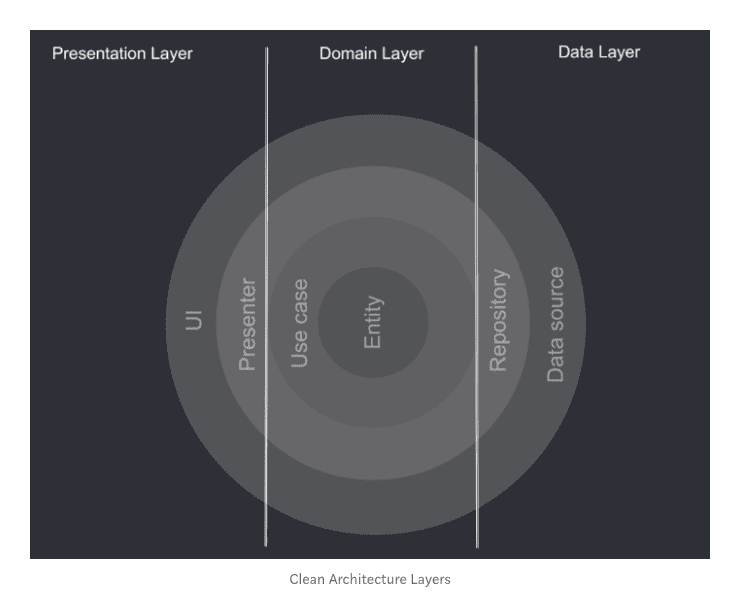 Presentation Layer
Domain Layer
Data Layer
UI
Presenter
Use case
Entity
Repository
Data source
Clean Architecture Layers